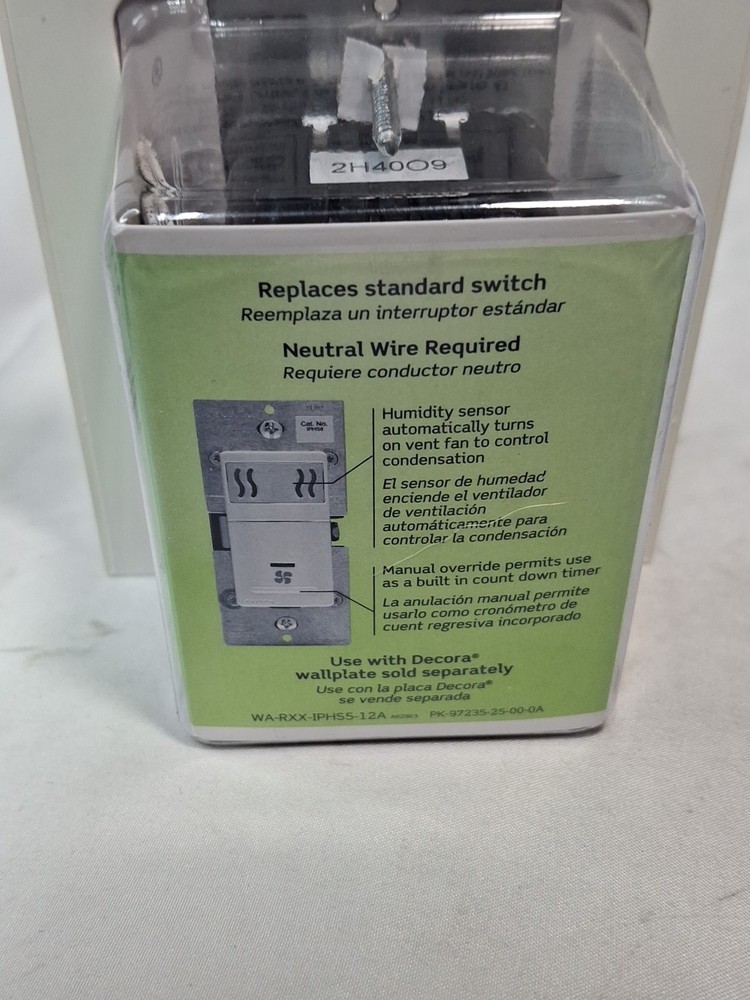 2H4009
Replaces standard switch
Reemplaza un interruptor estándar
Neutral Wire Required
Requiere conductor neutro
Cat. No.
IPHS5
Humidity sensor
automatically turns
on vent fan to control
condensation
El sensor de humedad
enciende el ventilador
de ventilación
automáticamente para
controlar la condensación
Manual override permits use
as a built in count down timer
La anulación manual permite
usarlo como cronómetro de
cuent regresiva incorporado
Use with Decora®
wallplate sold separately
Use con la placa Decora®
se vende separada
WA-RXX-IPHS5-12A PK-97235-25-00-0A